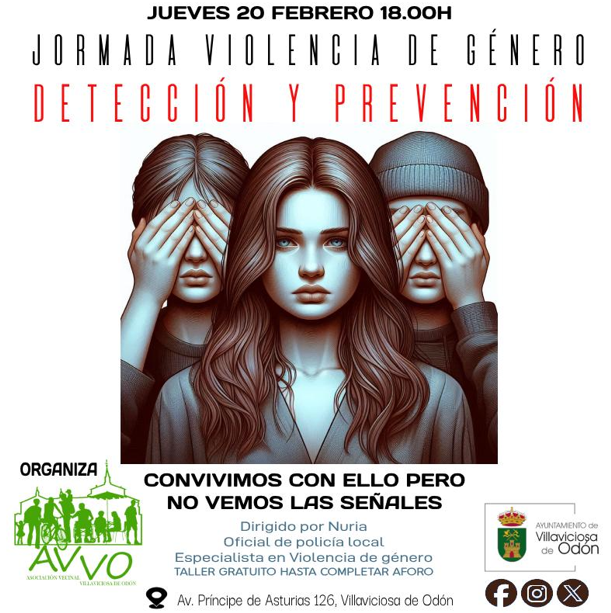 JUEVES 20 FEBRERO 18.00H
JORMADA VIOLENCIA DE GÉNERO
DETECCIÓN Y PREVENCIÓN
ORGANIZA
AVVO
ASOCIACIÓN VECINAL
VILLAVICIOSA DE ODÓN
CONVIVIMOS CON ELLO PERO
NO VEMOS LAS SEÑALES
Dirigido por Nuria
Oficial de policía local
Especialista en Violencia de género
TALLER GRATUITO HASTA COMPLETAR AFORO
AYUNTAMIENTO DE
Villaviciosa
de Odón
Av. Príncipe de Asturias 126, Villaviciosa de Odón